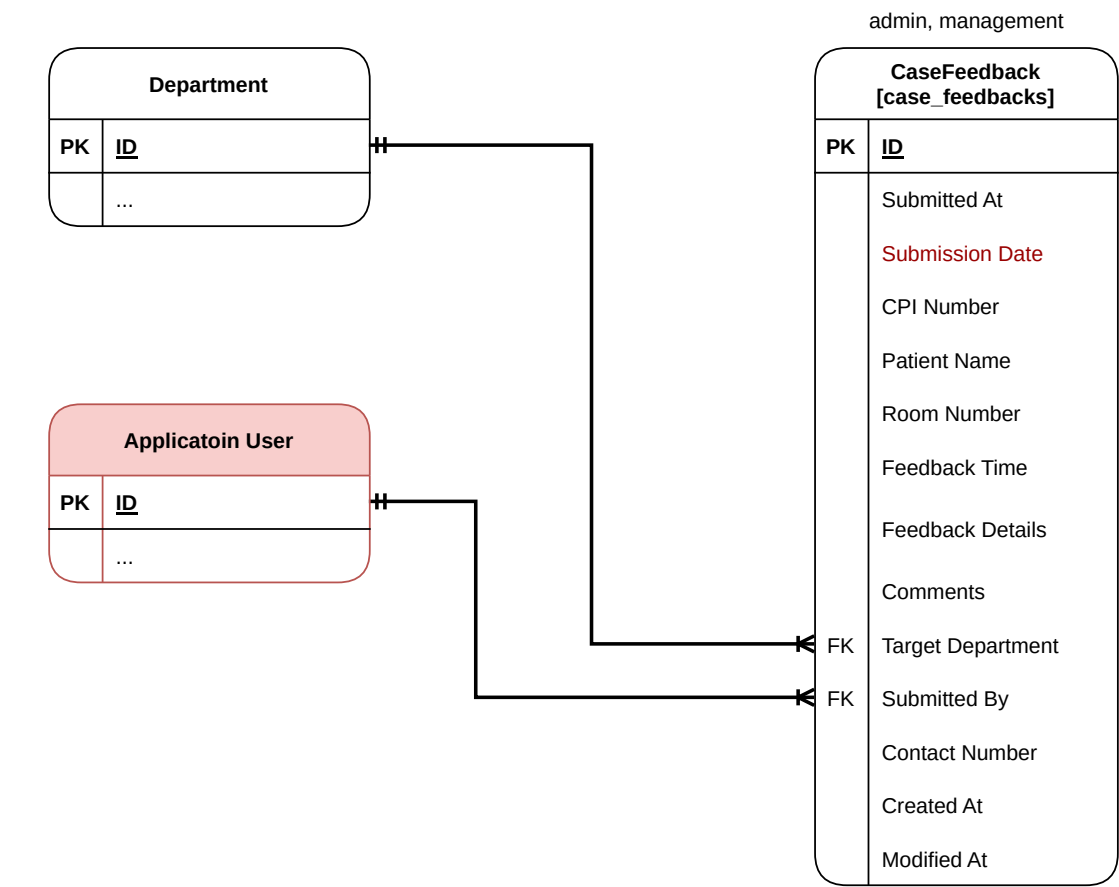 admin, management
Department
PK ID
...
Applicatoin User
PK ID
...
CaseFeedback
[case_feedbacks]
PK ID
Submitted At
Submission Date
CPI Number
Patient Name
Room Number
Feedback Time
Feedback Details
Comments
FK Target Department
FK Submitted By
Contact Number
Created At
Modified At